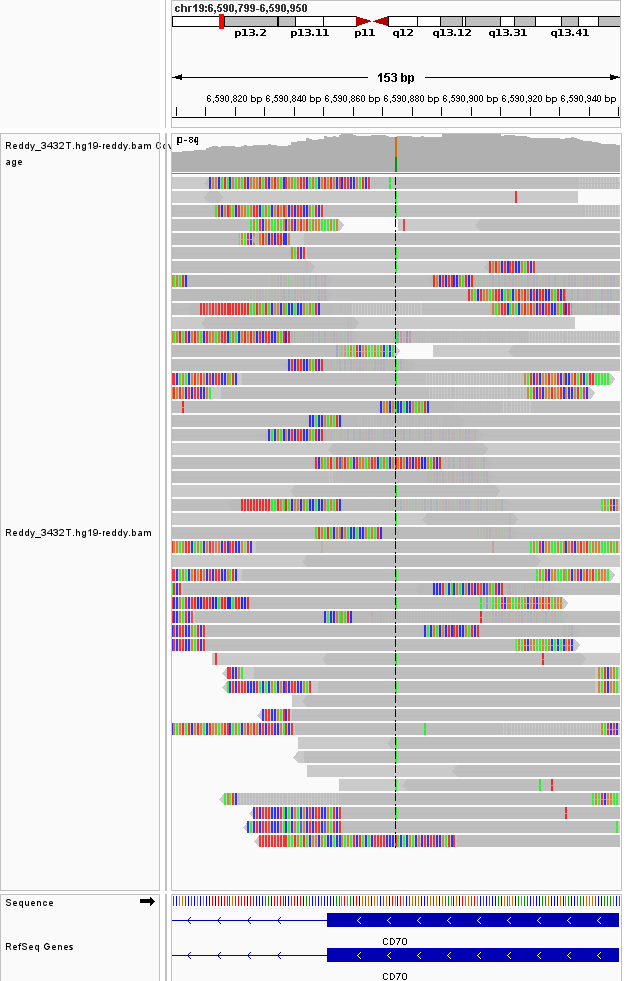 chr19:6,590,799-6,590,950
p13.2 p13.11 p11 q12 q13.12 q13.31 q13.41
153 bp
6,590,820 bp 6,590,840 bp 6,590,860 bp 6,590,880 bp 6,590,900 bp 6,590,920 bp 6,590,940 bp
Reddy_3432T.hg19-reddy.bam Cov
age
Reddy_3432T.hg19-reddy.bam
Sequence
CD70
RefSeq Genes
CD70